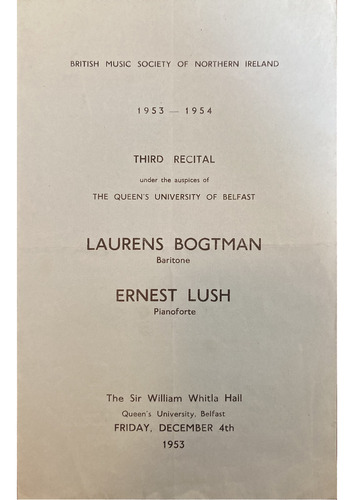 BRITISH MUSIC SOCIETY OF NORTHERN IRELAND
1953 — 1954
THIRD RECITAL
under the auspices of
THE QUEEN'S UNIVERSITY OF BELFAST
LAURENS BOGTMAN
Baritone
ERNEST LUSH
Pianoforte
The Sir William Whitla Hall
Queen's University, Belfast
FRIDAY, DECEMBER 4th
1953